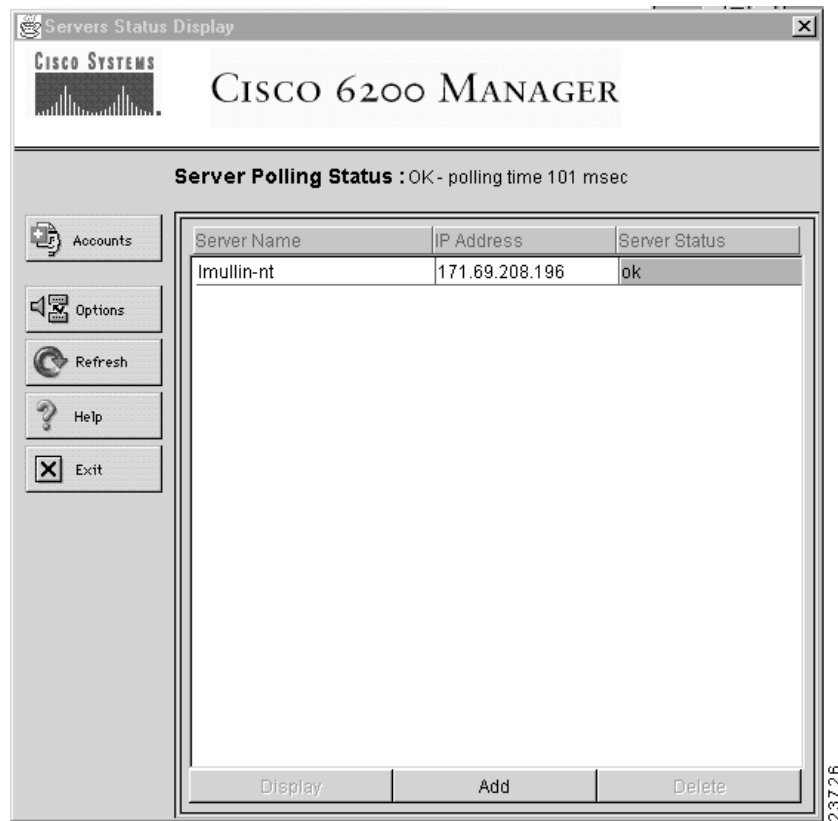 Servers Status Display
CISCO SYSTEMS
CISCO 6200 MANAGER
Server Polling Status : OK - polling time 101 msec
Accounts
Options
Refresh
Help
Exit
Server Name IP Address Server Status
lmullin-nt 171.69.208.196 ok
Display Add Delete
23726